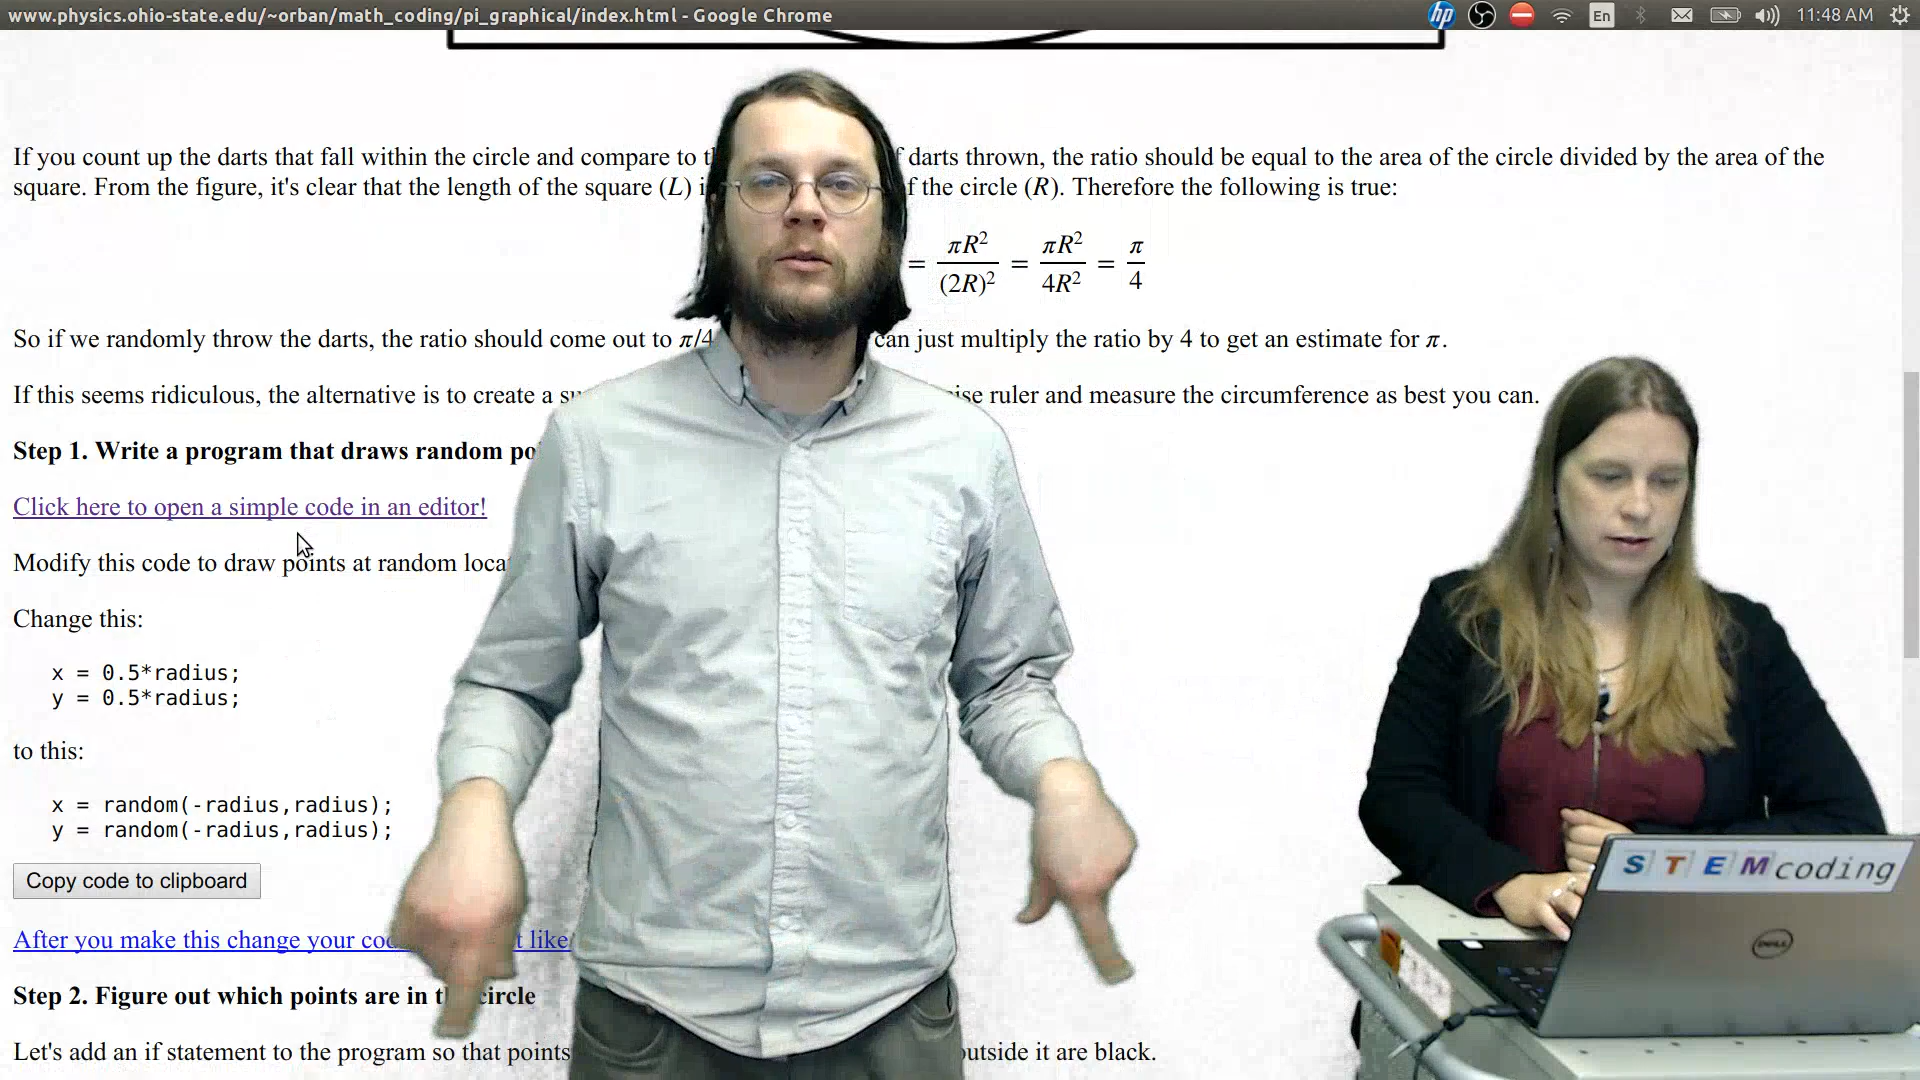 www.physics.ohio-state.edu/~orban/math_coding/pi_graphical/index.html - Google Chrome
hp
En
11:48 AM
If you count up the darts that fall within the circle and compare to t f darts thrown, the ratio should be equal to the area of the circle divided by the area of the
square. From the figure, it's clear that the length of the square (L) i f the circle (R). Therefore the following is true:
= πR²/(2R)² = πR²/4R² = π/4
So if we randomly throw the darts, the ratio should come out to π/4 can just multiply the ratio by 4 to get an estimate for π.
If this seems ridiculous, the alternative is to create a su ise ruler and measure the circumference as best you can.
Step 1. Write a program that draws random po
Click here to open a simple code in an editor!
Modify this code to draw points at random loca
Change this:
x = 0.5*radius;
y = 0.5*radius;
to this:
x = random(-radius,radius);
y = random(-radius,radius);
Copy code to clipboard
After you make this change your co t like
Step 2. Figure out which points are in t circle
Let's add an if statement to the program so that points outside it are black.
STEMcoding
DELL